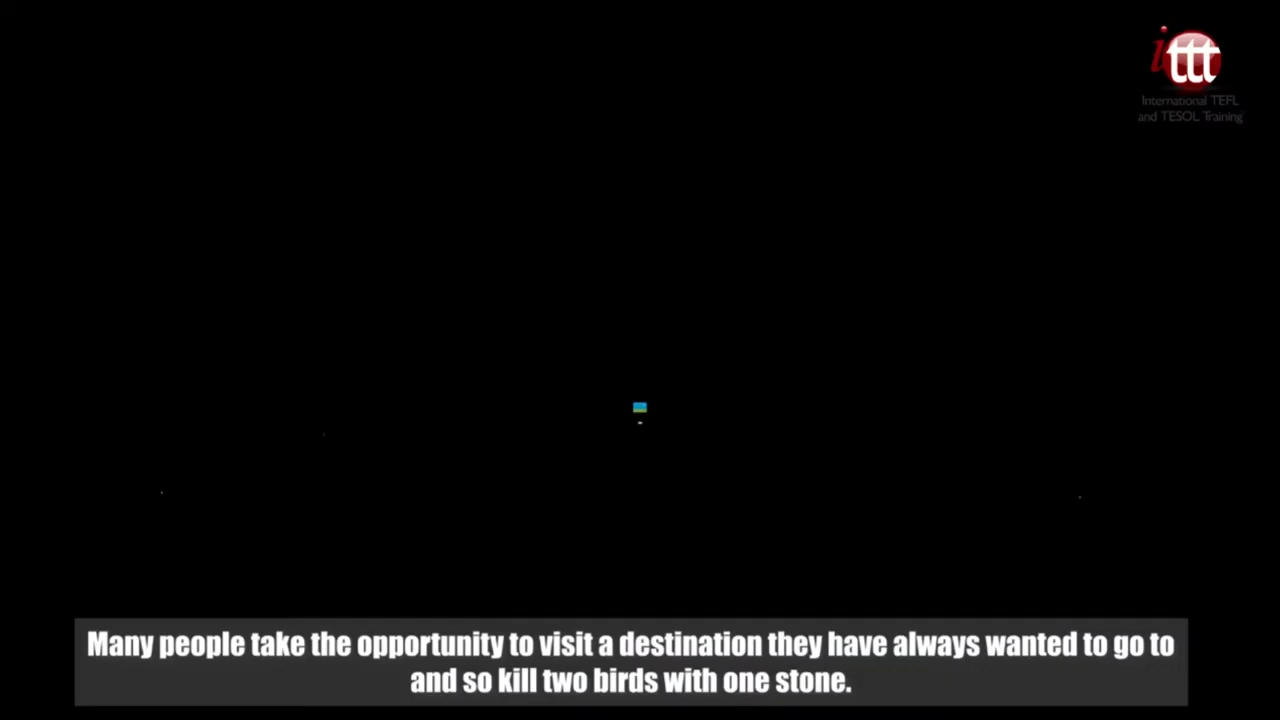 ittt
International TEFL
and TESOL Training
Many people take the opportunity to visit a destination they have always wanted to go to
and so kill two birds with one stone.